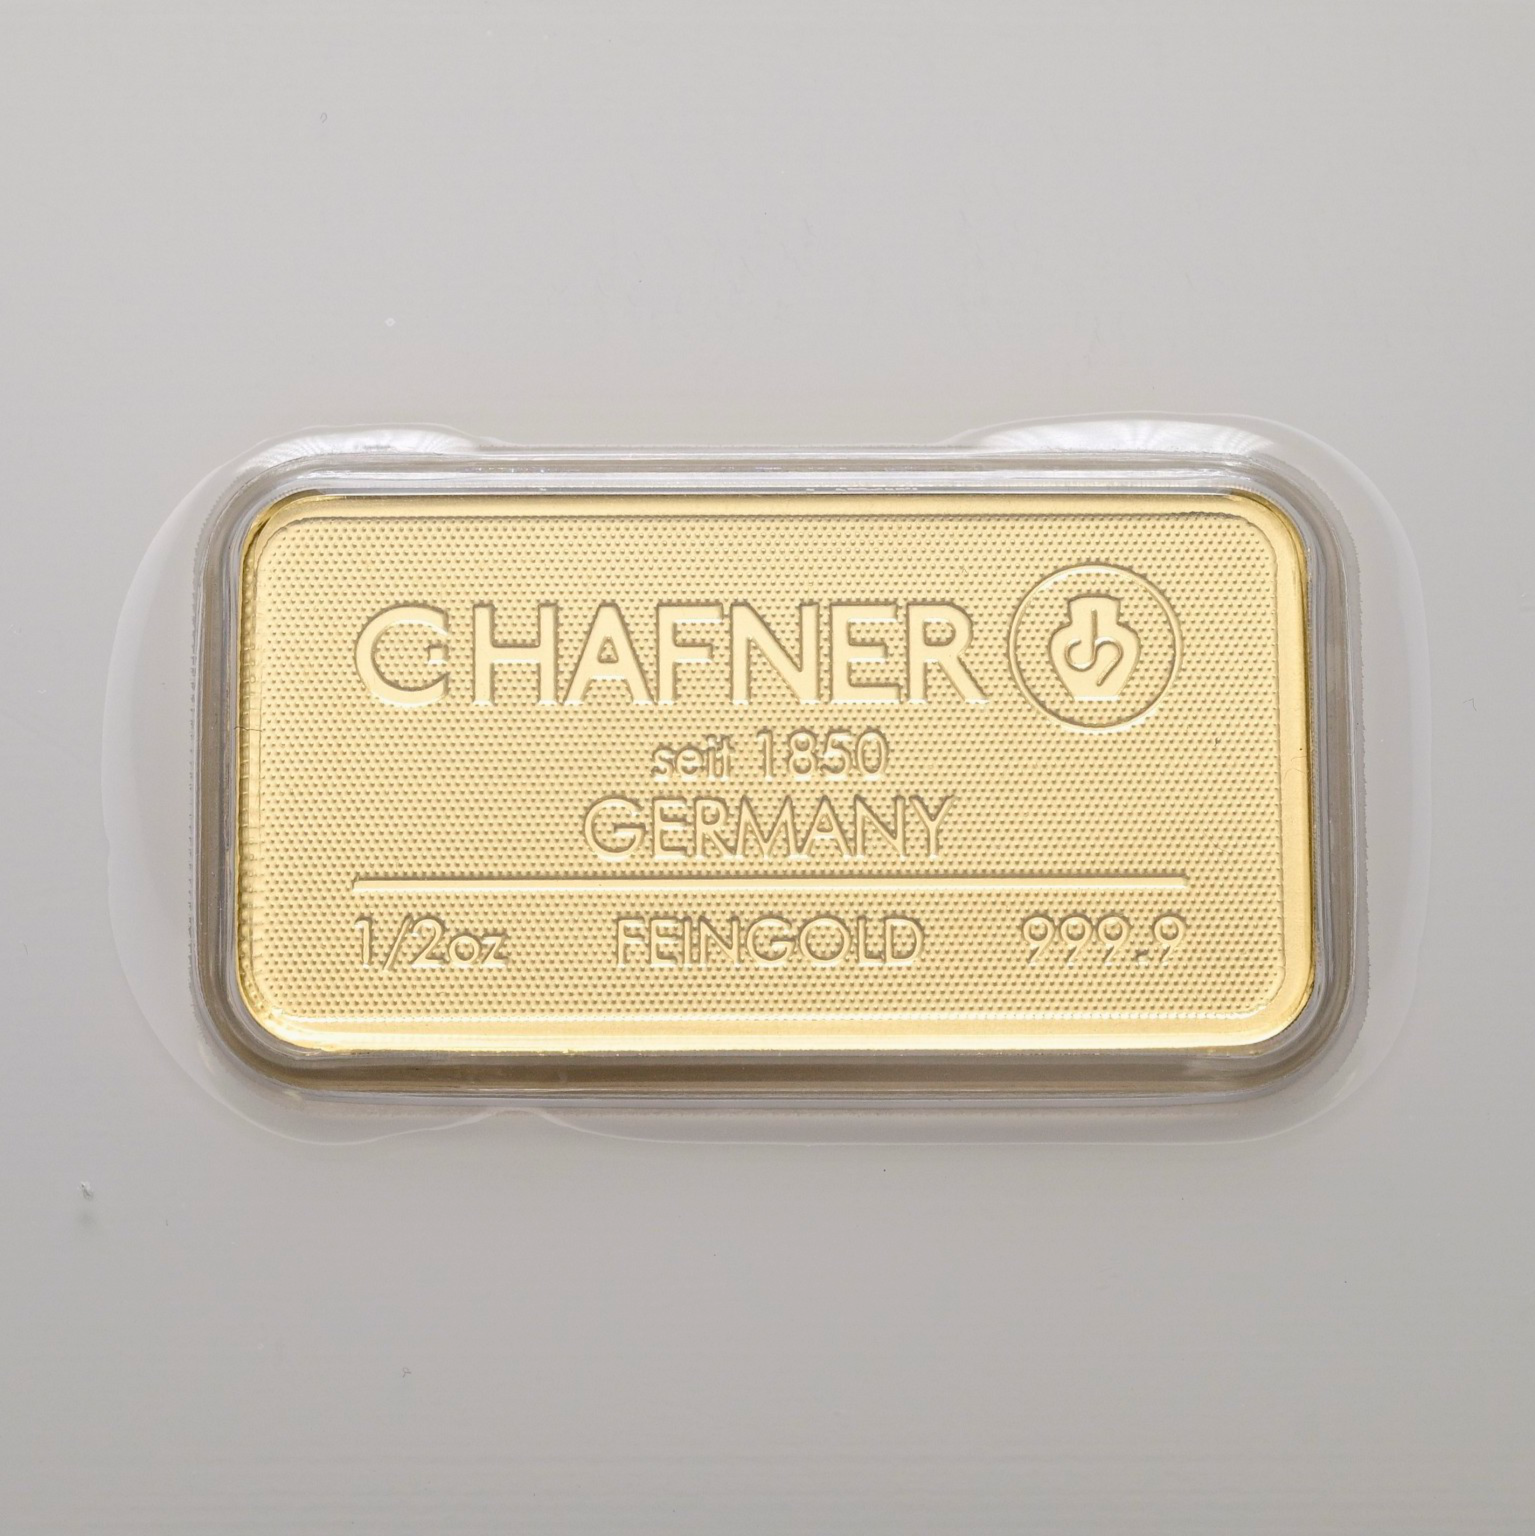 C HAFNER
seit 1850
GERMANY
1/2oz FEINGOLD 999.9